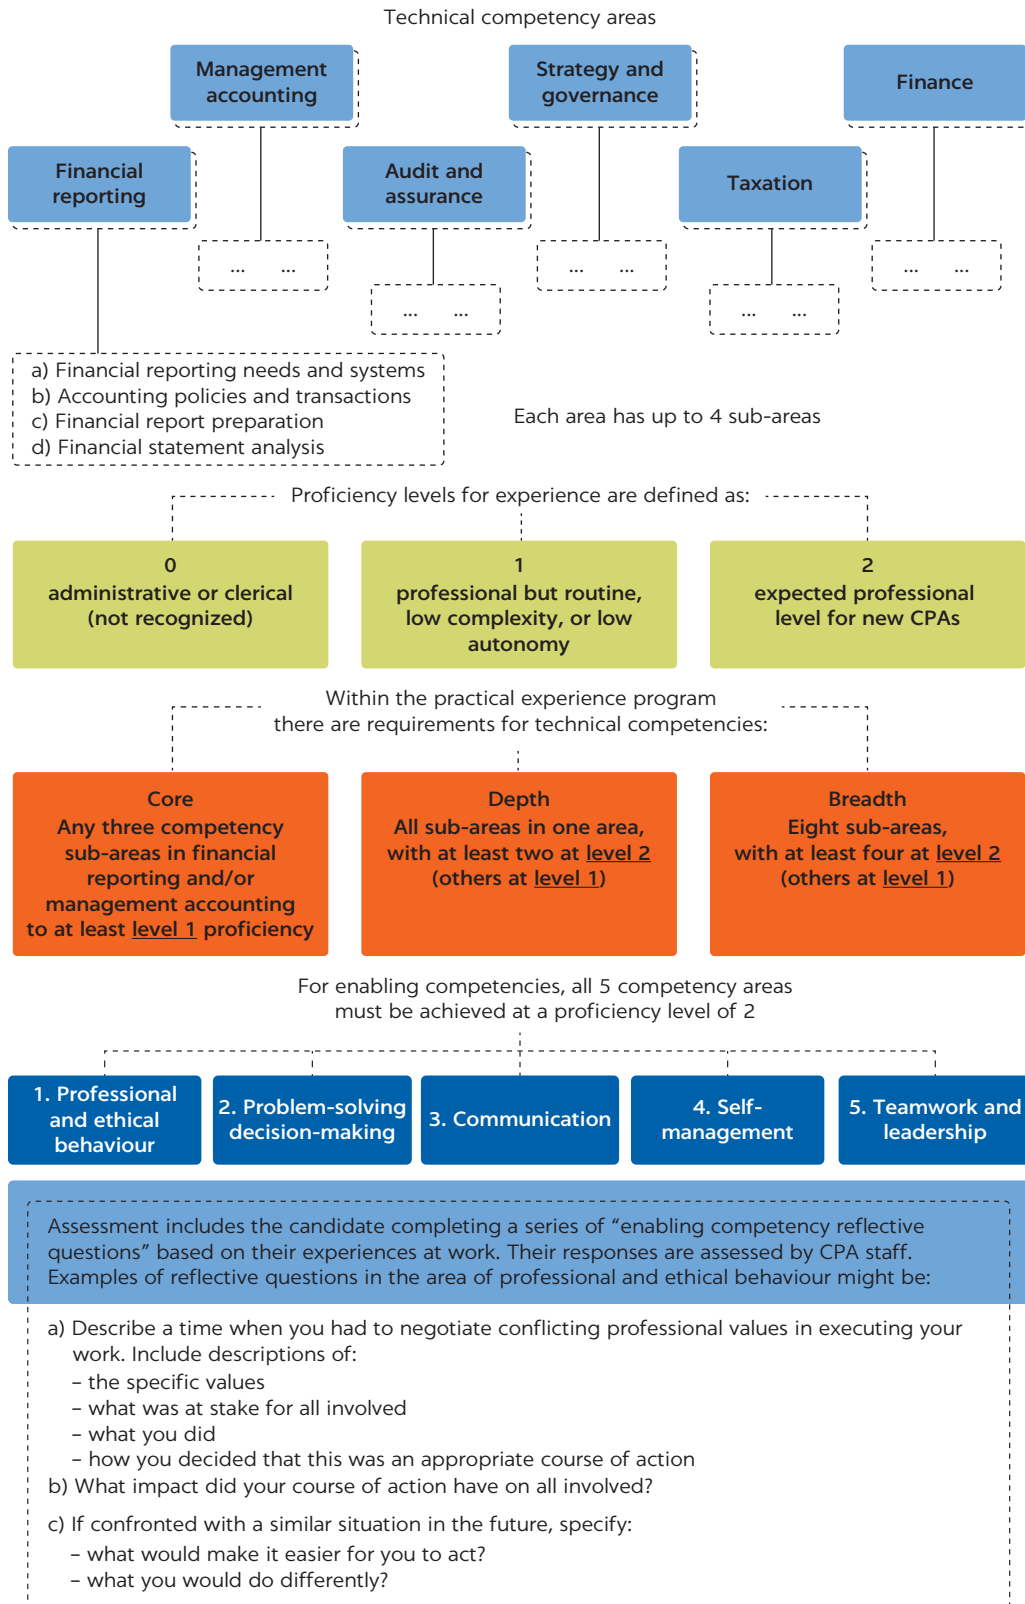 Technical competency areas
Management
accounting
Strategy and
governance
Finance
Financial
reporting
Audit and
assurance
Taxation
... ...
... ...
... ...
... ...
... ...
a) Financial reporting needs and systems
b) Accounting policies and transactions
c) Financial report preparation
d) Financial statement analysis
Each area has up to 4 sub-areas
Proficiency levels for experience are defined as:
0
administrative or clerical
(not recognized)
1
professional but routine,
low complexity, or low
autonomy
2
expected professional
level for new CPAs
Within the practical experience program
there are requirements for technical competencies:
Core
Any three competency
sub-areas in financial
reporting and/or
management accounting
to at least level 1 proficiency
Depth
All sub-areas in one area,
with at least two at level 2
(others at level 1)
Breadth
Eight sub-areas,
with at least four at level 2
(others at level 1)
For enabling competencies, all 5 competency areas
must be achieved at a proficiency level of 2
1. Professional
and ethical
behaviour
2. Problem-solving
decision-making
3. Communication
4. Self-
management
5. Teamwork and
leadership
Assessment includes the candidate completing a series of “enabling competency reflective
questions” based on their experiences at work. Their responses are assessed by CPA staff.
Examples of reflective questions in the area of professional and ethical behaviour might be:
a) Describe a time when you had to negotiate conflicting professional values in executing your
work. Include descriptions of:
– the specific values
– what was at stake for all involved
– what you did
– how you decided that this was an appropriate course of action
b) What impact did your course of action have on all involved?
c) If confronted with a similar situation in the future, specify:
– what would make it easier for you to act?
– what you would do differently?